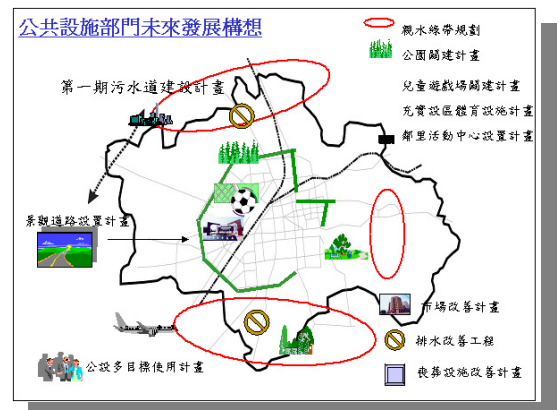 公共設施部門未來發展構想
親水綠帶規劃
公園闢建計畫
第一期污水道建設計畫
兒童遊戲場闢建計畫
充實設區體育設施計畫
鄰里活動中心設置計畫
景觀道路設置計畫
市場改善計畫
排水改善工程
公設多目標使用計畫
喪葬設施改善計畫